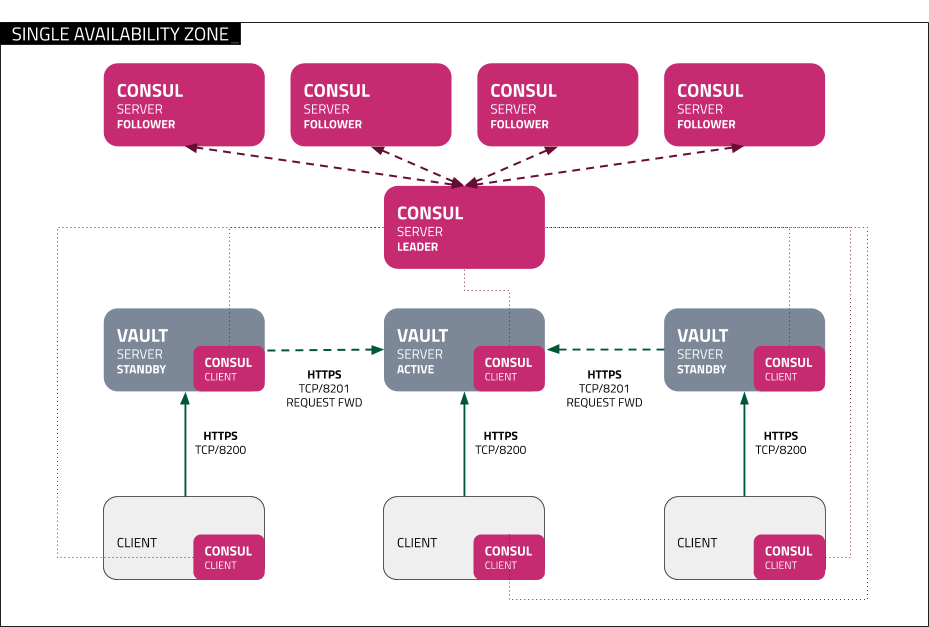 SINGLE AVAILABILITY ZONE_
CONSUL
SERVER
FOLLOWER
CONSUL
SERVER
FOLLOWER
CONSUL
SERVER
FOLLOWER
CONSUL
SERVER
FOLLOWER
CONSUL
SERVER
LEADER
VAULT
SERVER
STANDBY
CONSUL
CLIENT
HTTPS
TCP/8201
REQUEST FWD
VAULT
SERVER
ACTIVE
CONSUL
CLIENT
HTTPS
TCP/8201
REQUEST FWD
VAULT
SERVER
STANDBY
CONSUL
CLIENT
HTTPS
TCP/8200
HTTPS
TCP/8200
HTTPS
TCP/8200
CLIENT
CONSUL
CLIENT
CLIENT
CONSUL
CLIENT
CLIENT
CONSUL
CLIENT